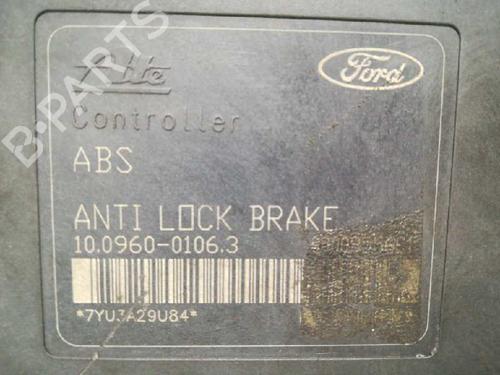 B-PARTS
Ate
Ford
Controller
ABS
ANTI LOCK BRAKE
10.0960-0106.3
*7YU3A29U84*